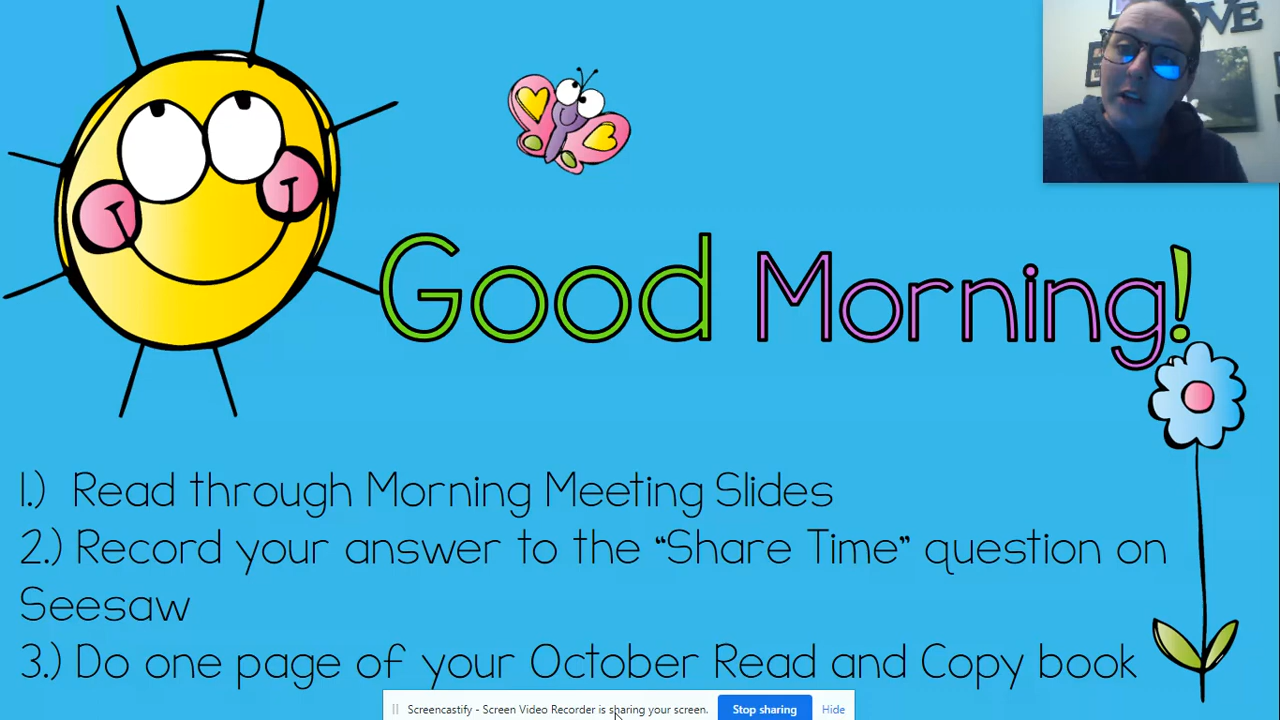 OVE
Good Morning!
1.) Read through Morning Meeting Slides
2.) Record your answer to the “Share Time” question on
Seesaw
3.) Do one page of your October Read and Copy book
Screencastify - Screen Video Recorder is sharing your screen. Stop sharing Hide